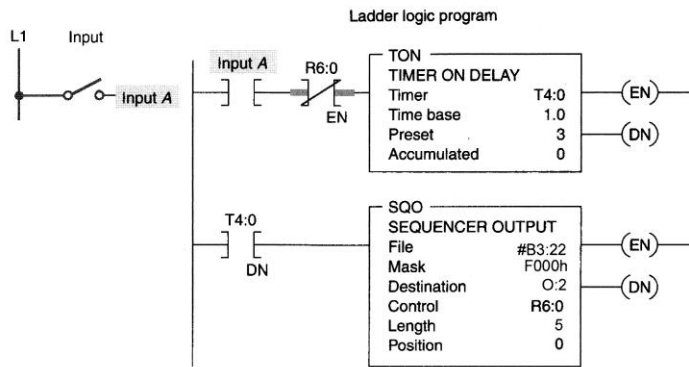 Ladder logic program
L1 Input
Input A
Input A
R6:0
EN
TON
TIMER ON DELAY
Timer T4:0
Time base 1.0
Preset 3
Accumulated 0
EN
DN
T4:0
DN
SQO
SEQUENCER OUTPUT
File #B3:22
Mask F000h
Destination O:2
Control R6:0
Length 5
Position 0
EN
DN